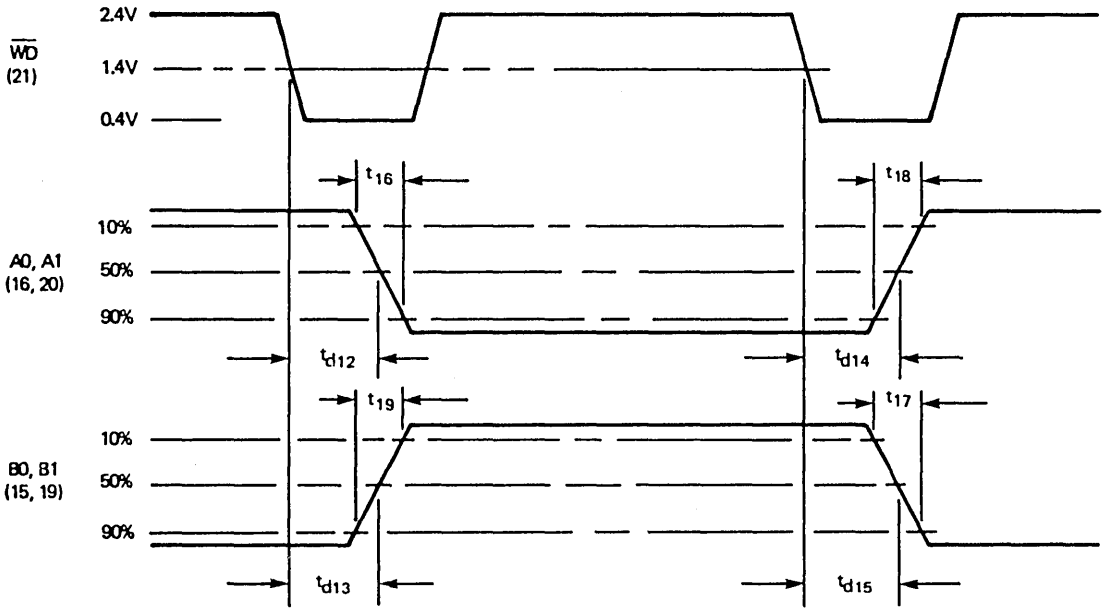 2.4V
WD
(21)
1.4V
0.4V
t16
t18
10%
A0, A1
(16, 20)
50%
90%
td12
td14
t19
t17
10%
B0, B1
(15, 19)
50%
90%
td13
td15